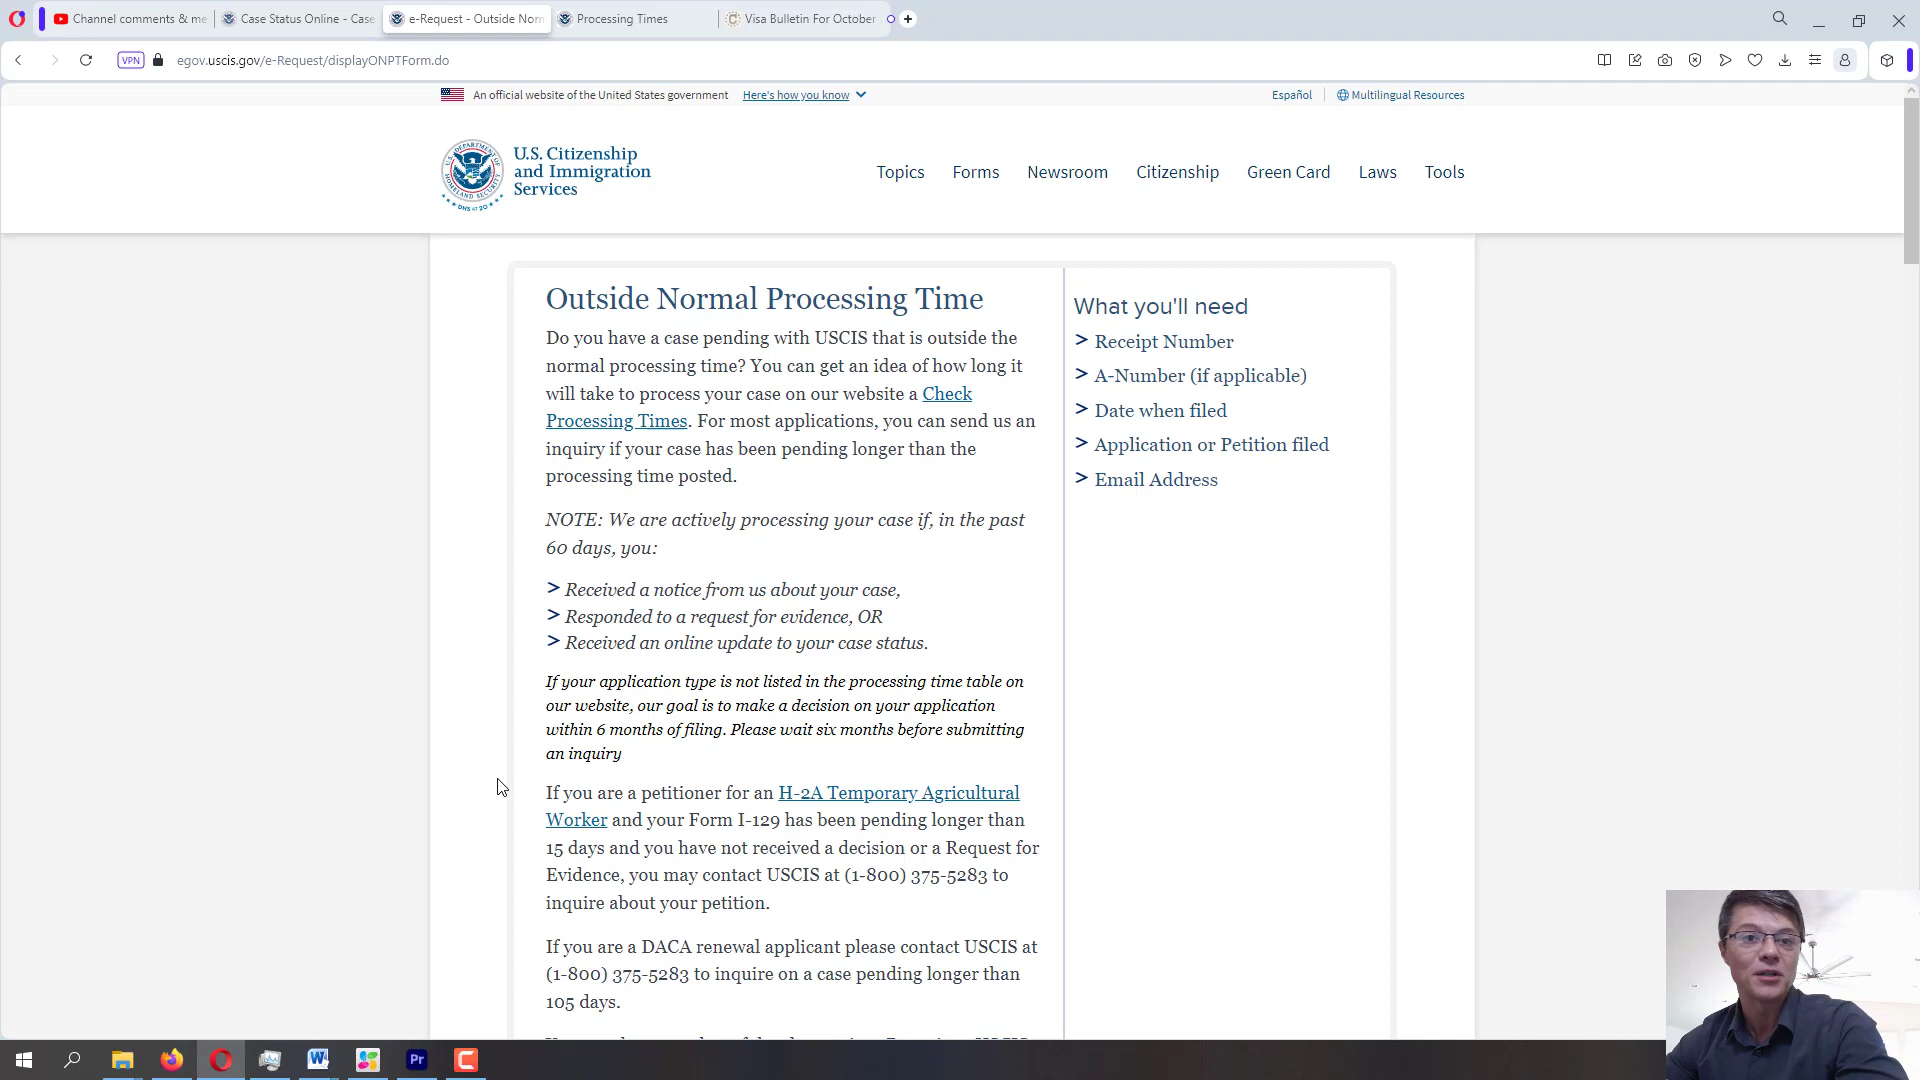 Channel comments & me
Case Status Online - Case
e-Request - Outside Norm
Processing Times
Visa Bulletin For October
VPN
egov.uscis.gov/e-Request/displayONPTForm.do
An official website of the United States government Here's how you know
Español
Multilingual Resources
U.S. Citizenship
and Immigration
Services
Topics Forms Newsroom Citizenship Green Card Laws Tools
Outside Normal Processing Time
Do you have a case pending with USCIS that is outside the
normal processing time? You can get an idea of how long it
will take to process your case on our website a Check
Processing Times. For most applications, you can send us an
inquiry if your case has been pending longer than the
processing time posted.
NOTE: We are actively processing your case if, in the past
60 days, you:
> Received a notice from us about your case,
> Responded to a request for evidence, OR
> Received an online update to your case status.
If your application type is not listed in the processing time table on
our website, our goal is to make a decision on your application
within 6 months of filing. Please wait six months before submitting
an inquiry
If you are a petitioner for an H-2A Temporary Agricultural
Worker and your Form I-129 has been pending longer than
15 days and you have not received a decision or a Request for
Evidence, you may contact USCIS at (1-800) 375-5283 to
inquire about your petition.
If you are a DACA renewal applicant please contact USCIS at
(1-800) 375-5283 to inquire on a case pending longer than
105 days.
What you'll need
> Receipt Number
> A-Number (if applicable)
> Date when filed
> Application or Petition filed
> Email Address
Pr